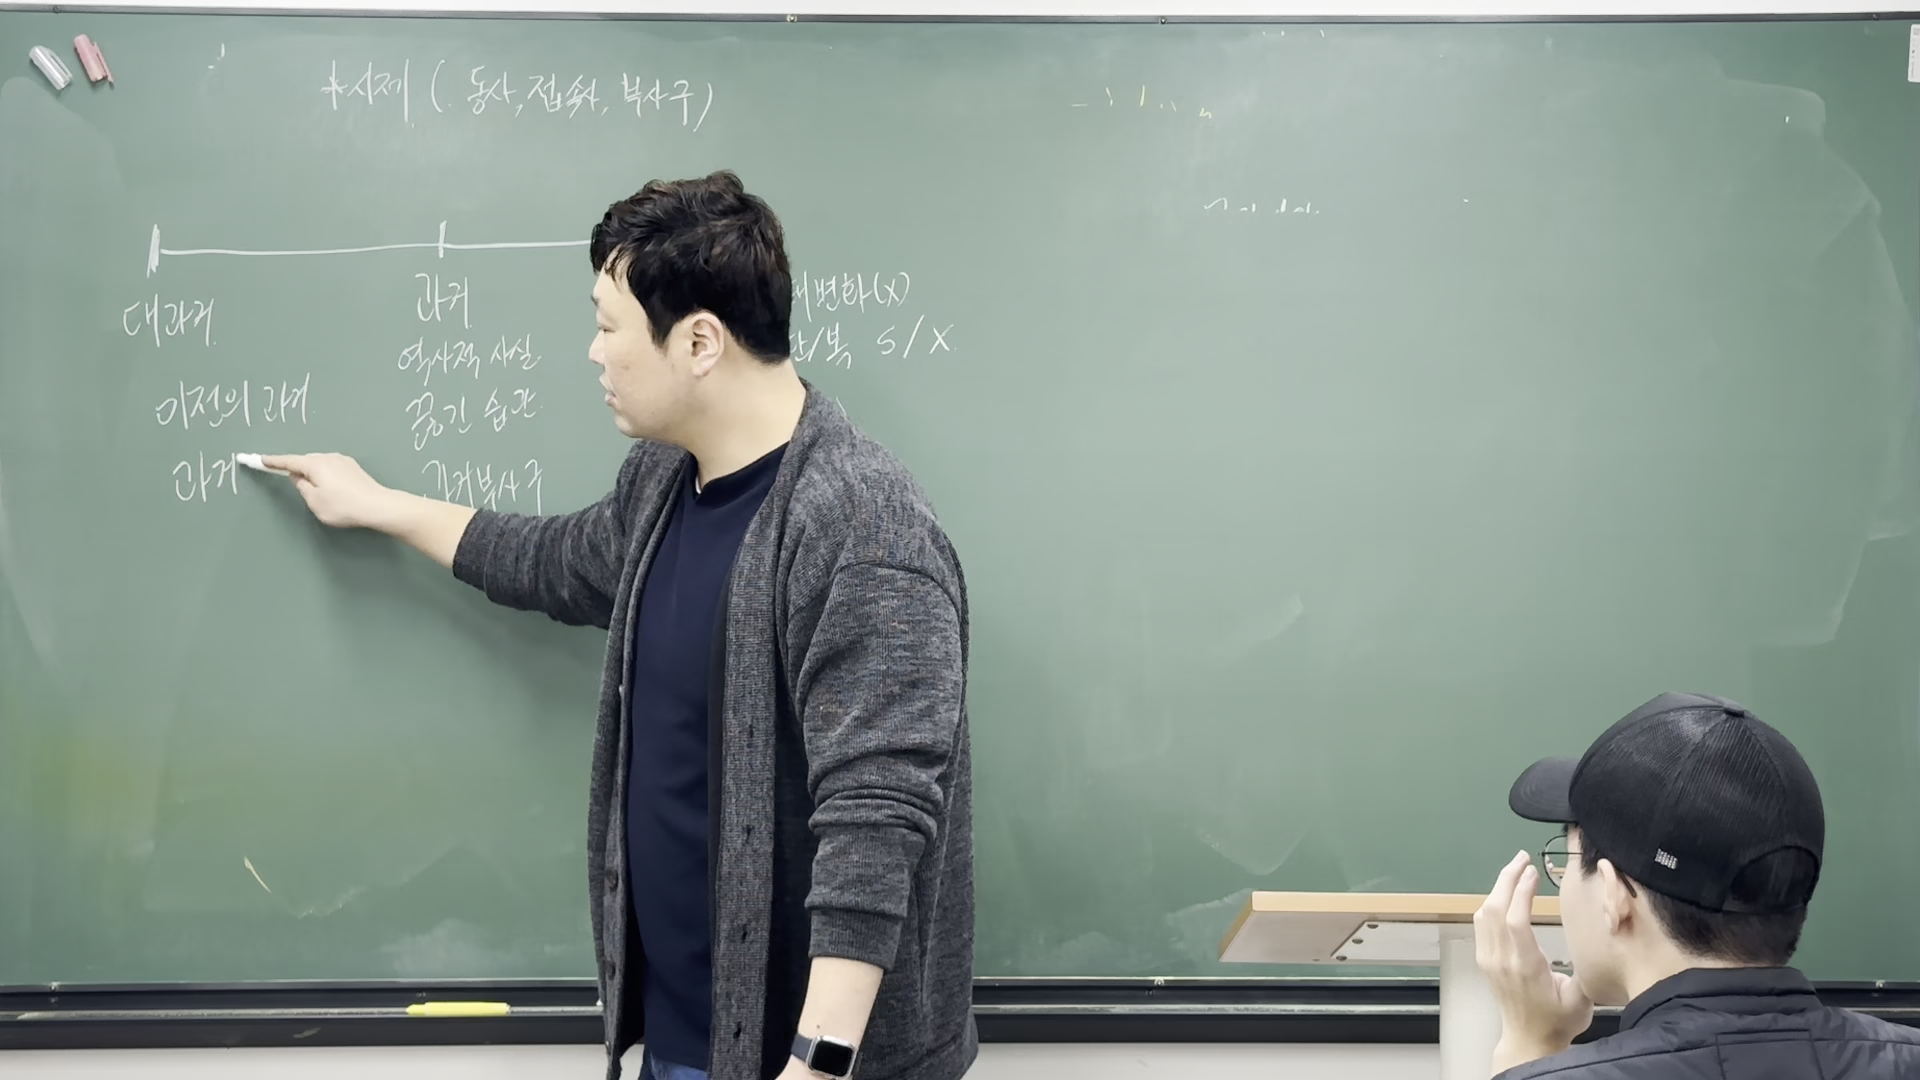 *시제 (동사, 접속사, 부사구)
대과거
이전의 과거
과거
과거
역사적 사실
끊긴 습관
과거부사구
변화(X)
단/복 S/X